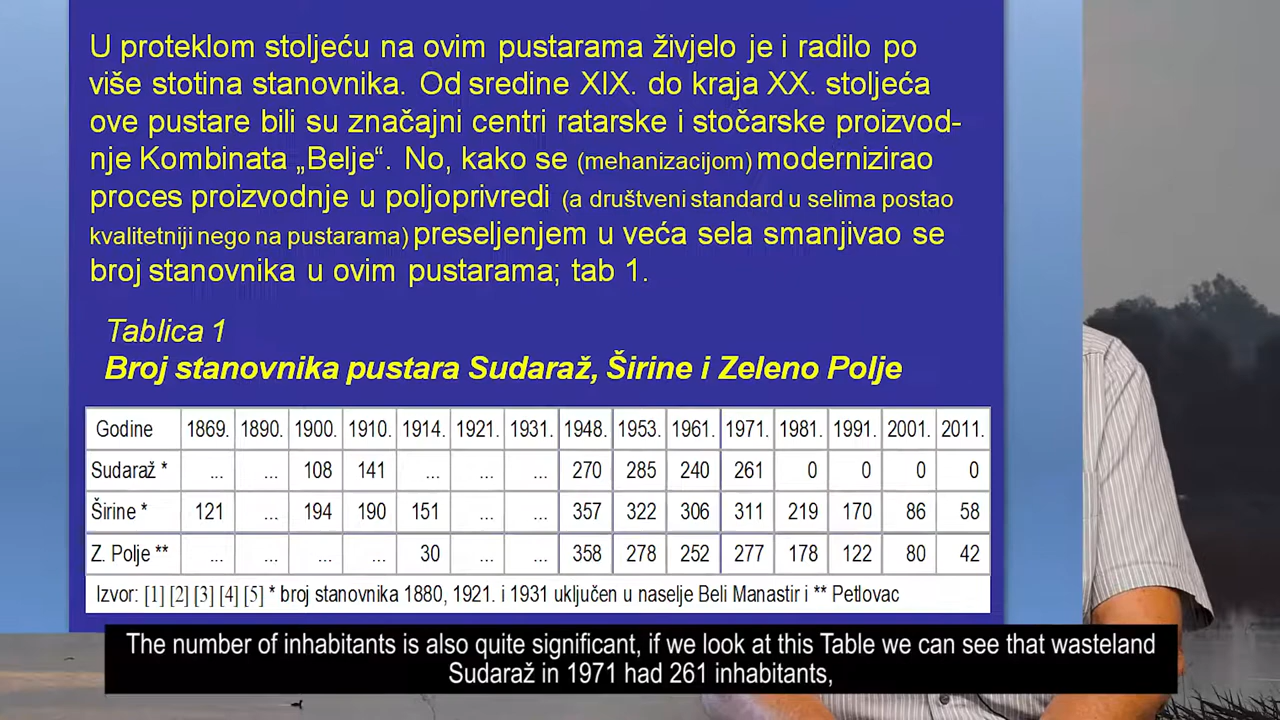 U proteklom stoljeću na ovim pustarama živjelo je i radilo po
više stotina stanovnika. Od sredine XIX. do kraja XX. stoljeća
ove pustare bili su značajni centri ratarske i stočarske proizvod-
nje Kombinata „Belje“. No, kako se (mehanizacijom) modernizirao
proces proizvodnje u poljoprivredi (a društveni standard u selima postao
kvalitetniji nego na pustarama) preseljenjem u veća sela smanjivao se
broj stanovnika u ovim pustarama; tab 1.
Tablica 1
Broj stanovnika pustara Sudaraž, Širine i Zeleno Polje
Godine 1869. 1890. 1900. 1910. 1914. 1921. 1931. 1948. 1953. 1961. 1971. 1981. 1991. 2001. 2011.
Sudaraž * ... ... 108 141 ... ... ... 270 285 240 261 0 0 0 0
Širine * 121 ... 194 190 151 ... ... 357 322 306 311 219 170 86 58
Z. Polje ** ... ... ... ... 30 ... ... 358 278 252 277 178 122 80 42
Izvor: [1] [2] [3] [4] [5] * broj stanovnika 1880, 1921. i 1931 uključen u naselje Beli Manastir i ** Petlovac
The number of inhabitants is also quite significant, if we look at this Table we can see that wasteland
Sudaraž in 1971 had 261 inhabitants,